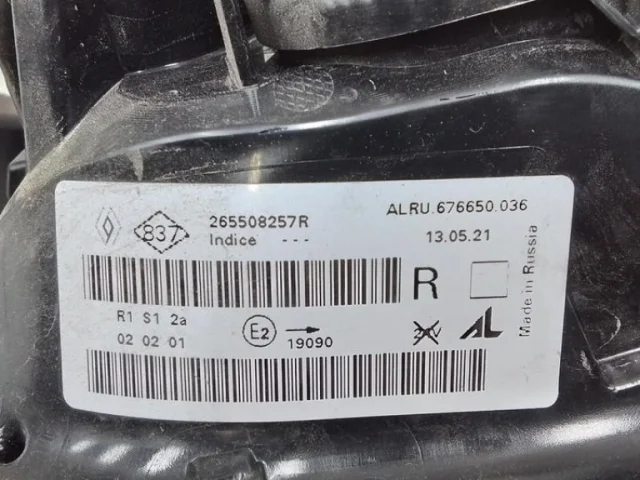 837 265508257R ALRU.676650.036
Indice --- 13.05.21
R
Made in Russia
R1 S1 2a
02 02 01 E2 19090
AL